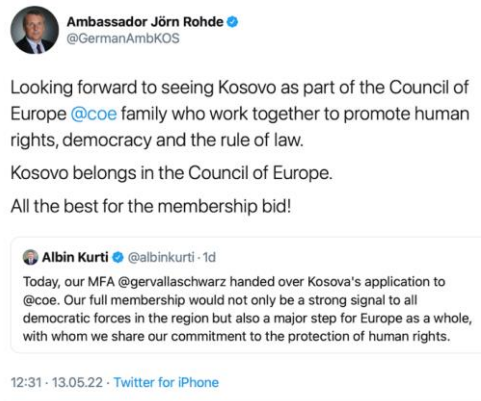 Ambassador Jörn Rohde
@GermanAmbKOS
Looking forward to seeing Kosovo as part of the Council of
Europe @coe family who work together to promote human
rights, democracy and the rule of law.
Kosovo belongs in the Council of Europe.
All the best for the membership bid!
Albin Kurti @albinkurti · 1d
Today, our MFA @gervallaschwarz handed over Kosova's application to
@coe. Our full membership would not only be a strong signal to all
democratic forces in the region but also a major step for Europe as a whole,
with whom we share our commitment to the protection of human rights.
12:31 · 13.05.22 · Twitter for iPhone